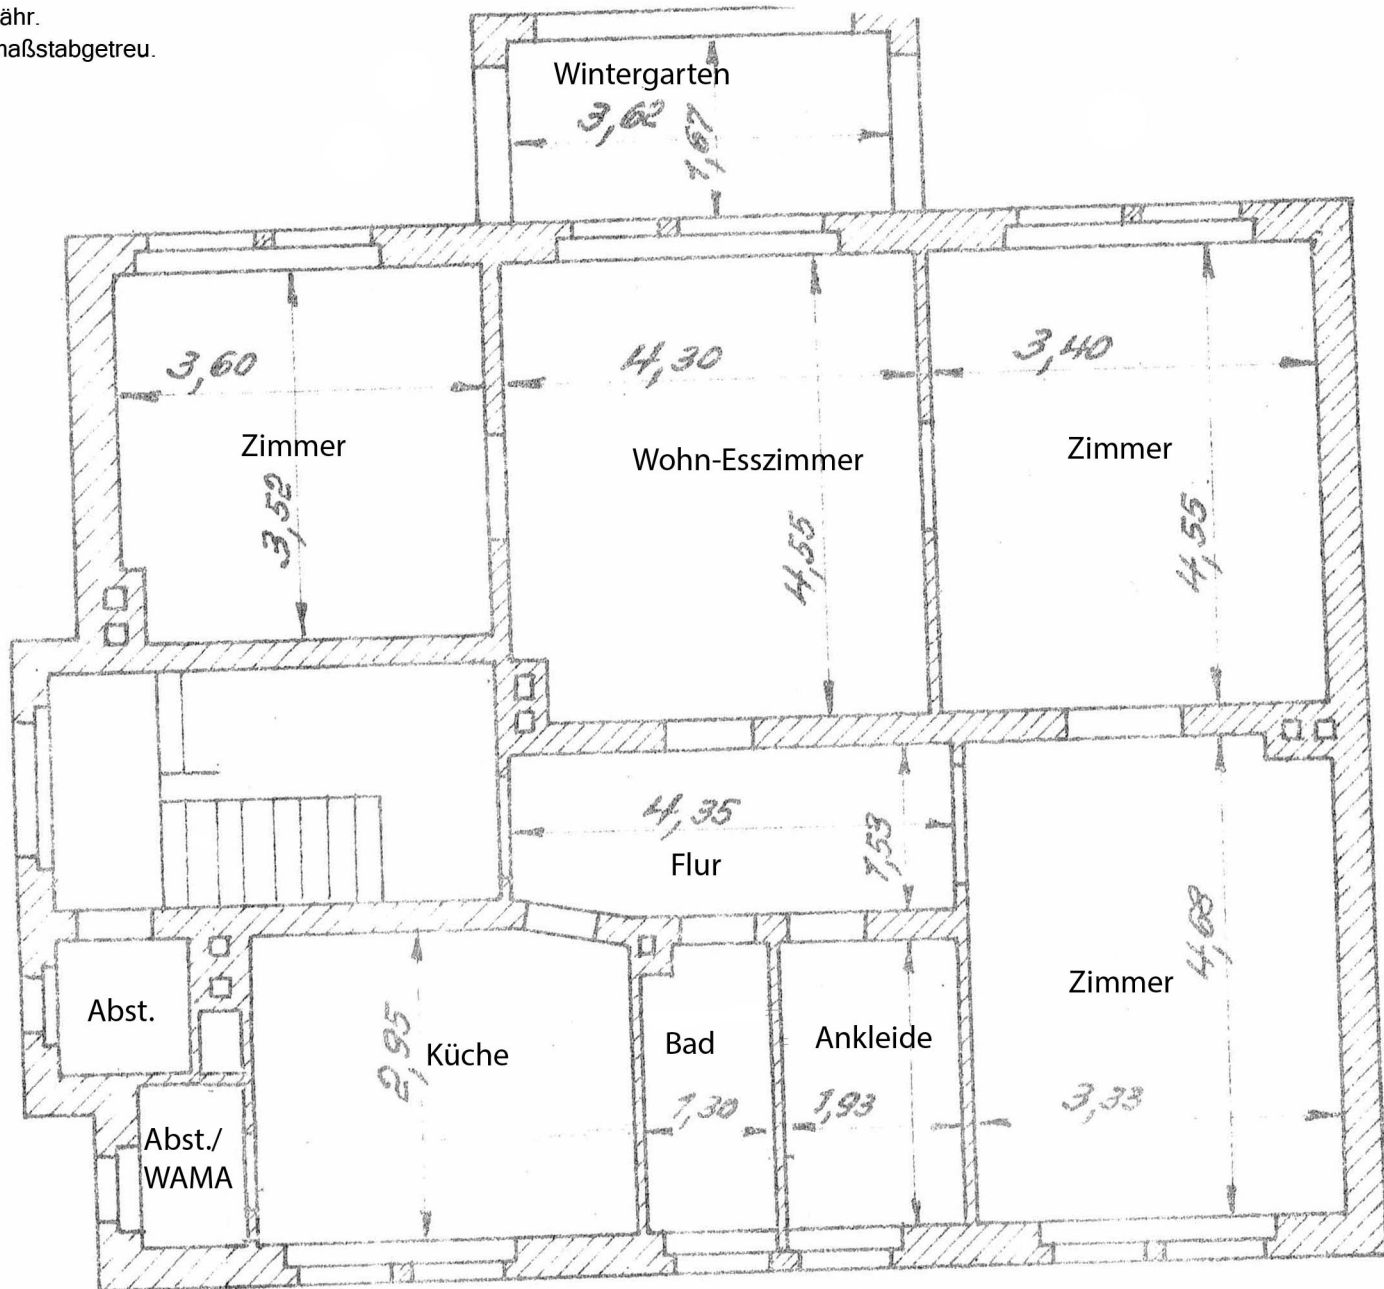 ähr.
naßstabgetreu.
Wintergarten
3,62
1,67
3,60
4,30
3,40
Zimmer
Wohn-Esszimmer
Zimmer
3,52
4,55
4,55
4,35
1,53
Flur
4,68
Zimmer
Abst.
2,95
Küche
Bad
Ankleide
1,30
1,93
3,33
Abst./
WAMA